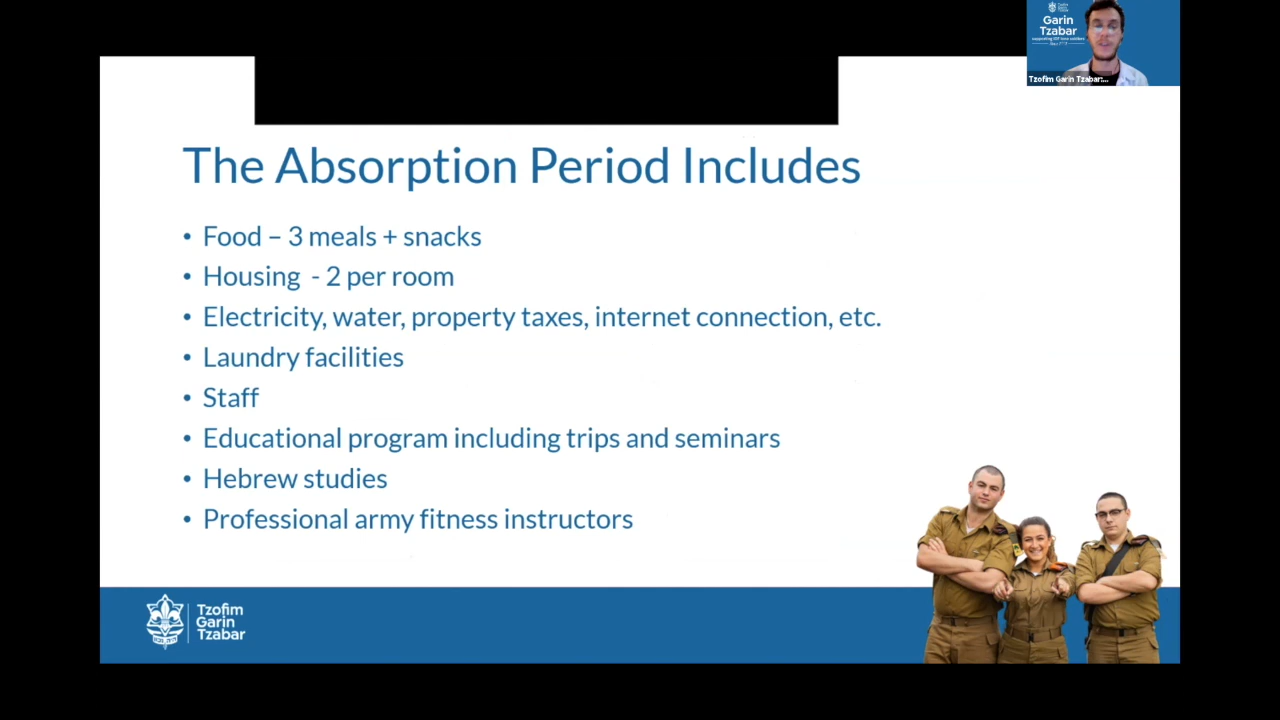 Garin
Tzabar
Tzofim Garin Tzabar:...
The Absorption Period Includes
• Food – 3 meals + snacks
• Housing  - 2 per room
• Electricity, water, property taxes, internet connection, etc.
• Laundry facilities
• Staff
• Educational program including trips and seminars
• Hebrew studies
• Professional army fitness instructors
Tzofim
Garin
Tzabar